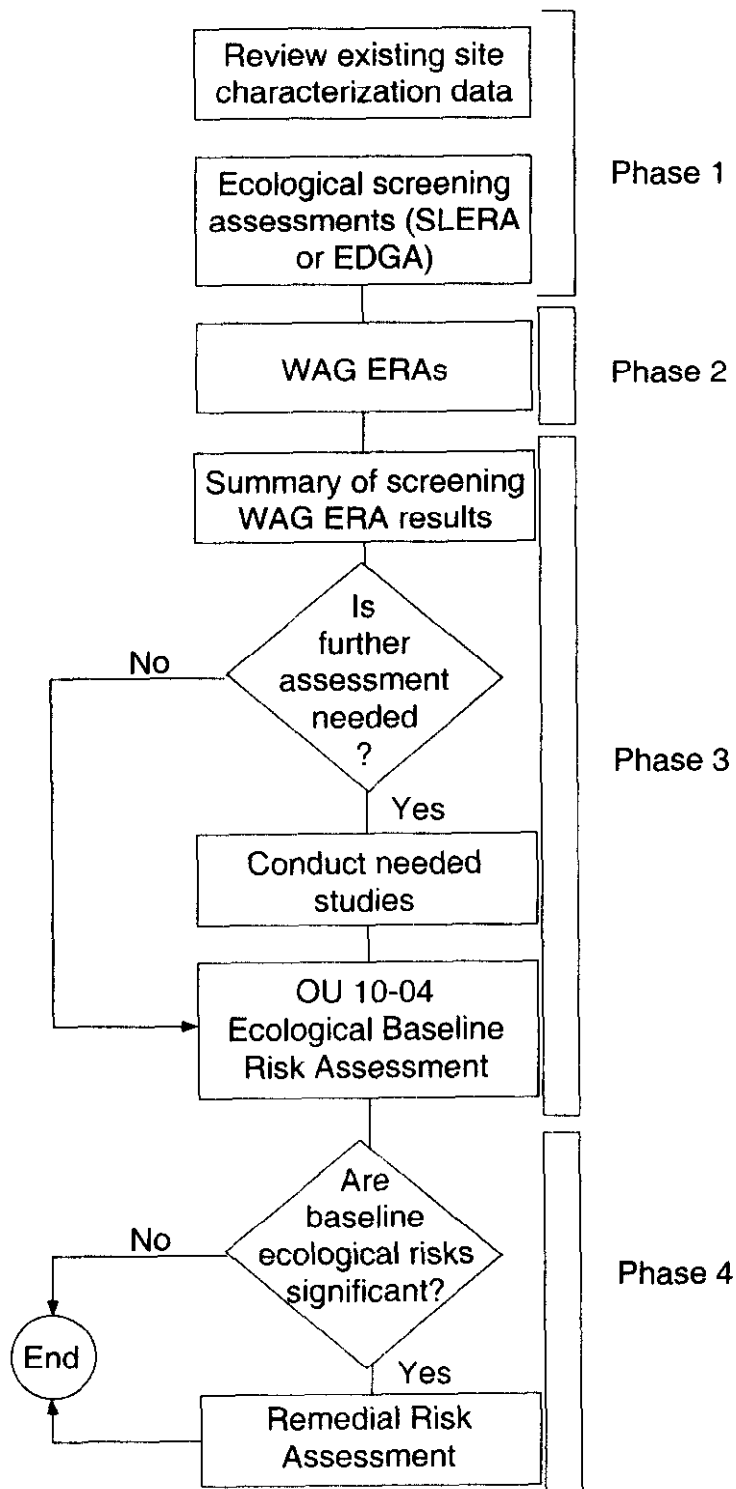 Review existing site
characterization data
Phase 1
Ecological screening
assessments (SLERA
or EDGA)
WAG ERAs
Phase 2
Summary of screening
WAG ERA results
Is
further
assessment
needed
?
No
Yes
Phase 3
Conduct needed
studies
OU 10-04
Ecological Baseline
Risk Assessment
Are
baseline
ecological risks
significant?
No
Yes
Phase 4
End
Remedial Risk
Assessment